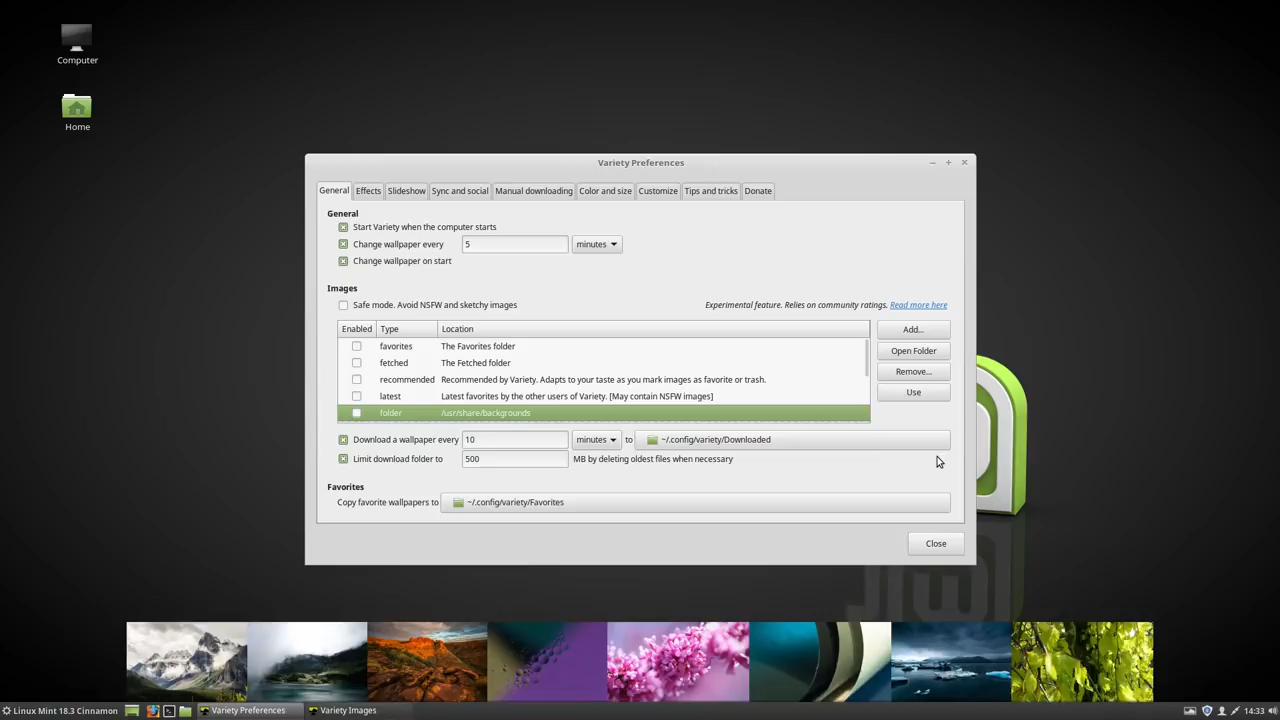 Computer
Home
Variety Preferences
General Effects Slideshow Sync and social Manual downloading Color and size Customize Tips and tricks Donate
General
Start Variety when the computer starts
Change wallpaper every 5 minutes
Change wallpaper on start
Images
Safe mode. Avoid NSFW and sketchy images Experimental feature. Relies on community ratings. Read more here
Enabled Type Location Add...
favorites The Favorites folder
Open Folder
fetched The Fetched folder
Remove...
recommended Recommended by Variety. Adapts to your taste as you mark images as favorite or trash.
latest Latest favorites by the other users of Variety. [May contain NSFW images] Use
folder /usr/share/backgrounds
Download a wallpaper every 10 minutes to ~/.config/variety/Downloaded
Limit download folder to 500 MB by deleting oldest files when necessary
Favorites
Copy favorite wallpapers to ~/.config/variety/Favorites
Close
Linux Mint 18.3 Cinnamon Variety Preferences Variety Images 14:33